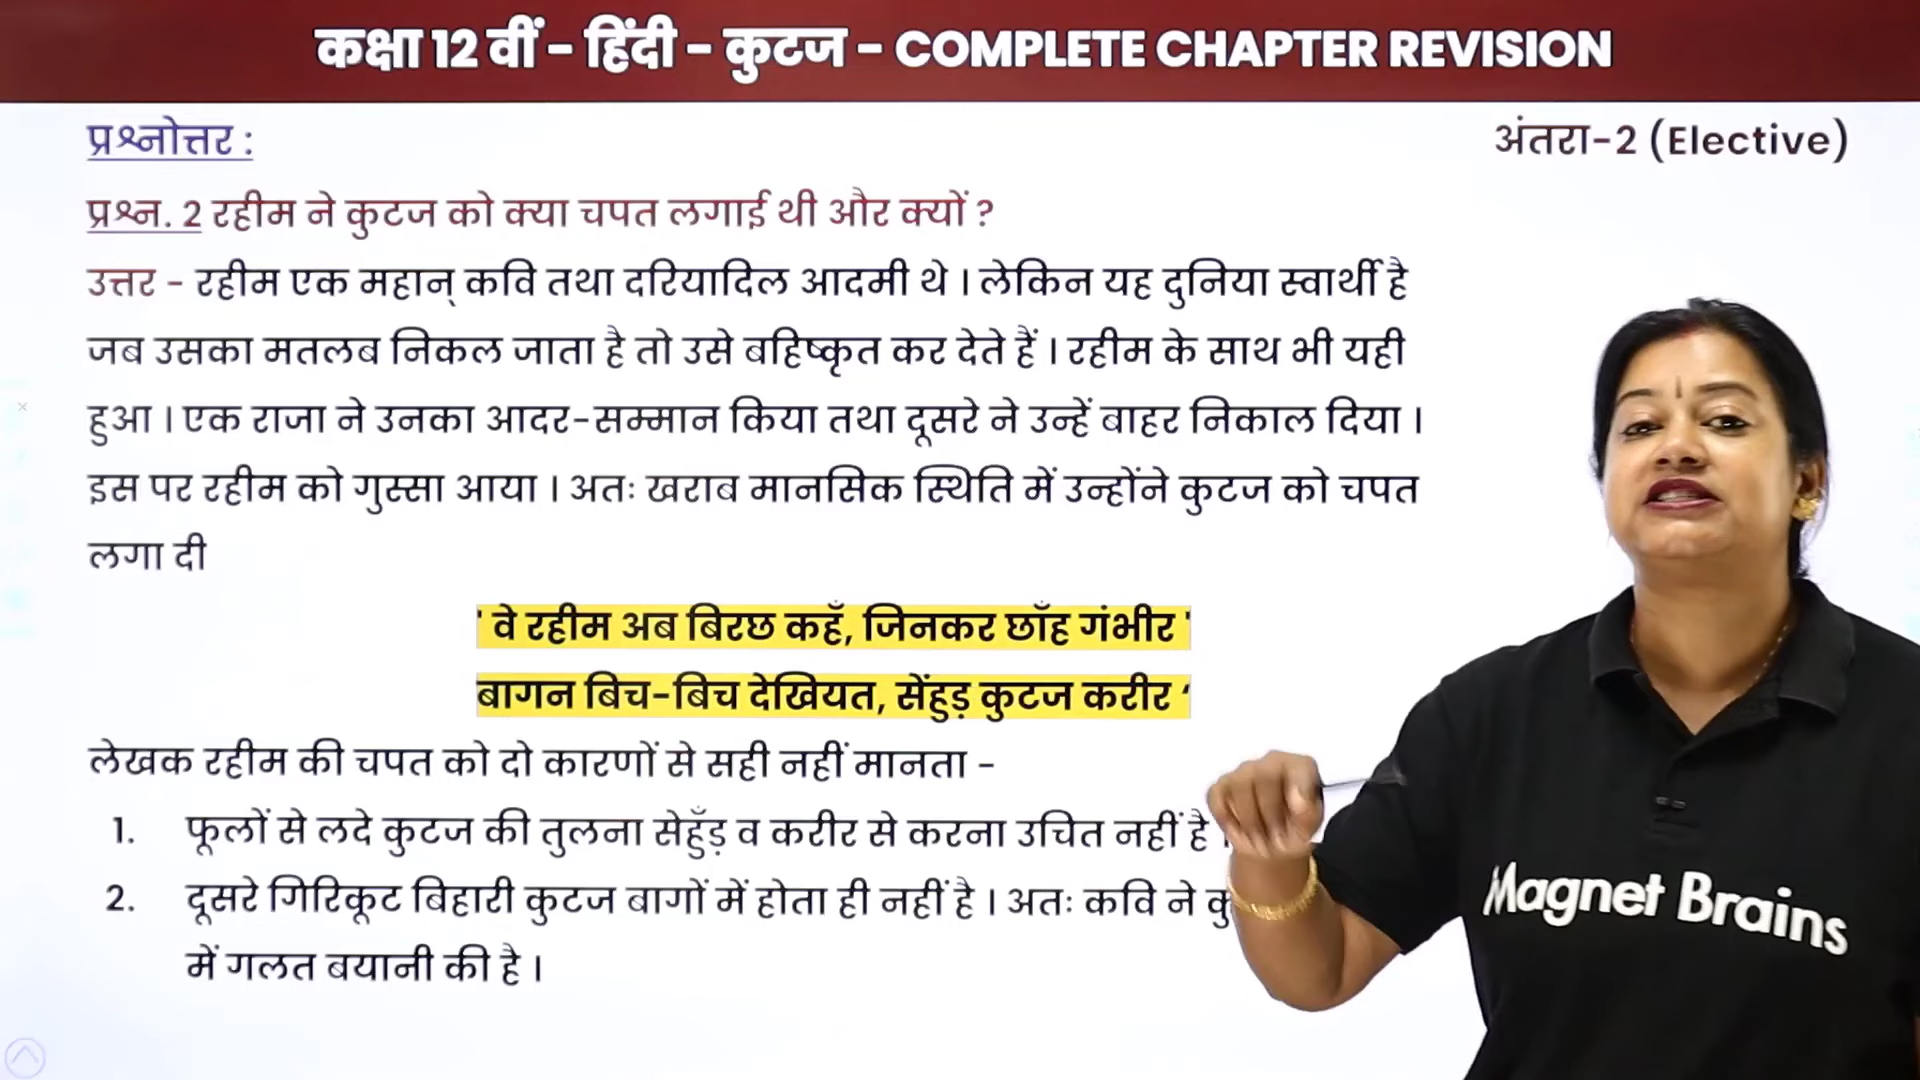 कक्षा 12 वीं - हिंदी - कुटज - COMPLETE CHAPTER REVISION
प्रश्नोत्तर :
अंतरा-2 (Elective)
प्रश्न. 2 रहीम ने कुटज को क्या चपत लगाई थी और क्यों ?
उत्तर - रहीम एक महान् कवि तथा दरियादिल आदमी थे । लेकिन यह दुनिया स्वार्थी है
जब उसका मतलब निकल जाता है तो उसे बहिष्कृत कर देते हैं । रहीम के साथ भी यही
हुआ । एक राजा ने उनका आदर-सम्मान किया तथा दूसरे ने उन्हें बाहर निकाल दिया ।
इस पर रहीम को गुस्सा आया । अतः खराब मानसिक स्थिति में उन्होंने कुटज को चपत
लगा दी
' वे रहीम अब बिरछ कहँ, जिनकर छाँह गंभीर '
बागन बिच-बिच देखियत, सेंहुड़ कुटज करीर ‘
लेखक रहीम की चपत को दो कारणों से सही नहीं मानता -
1. फूलों से लदे कुटज की तुलना सेहुँड़ व करीर से करना उचित नहीं है ।
2. दूसरे गिरिकूट बिहारी कुटज बागों में होता ही नहीं है । अतः कवि ने
में गलत बयानी की है ।
Magnet Brains